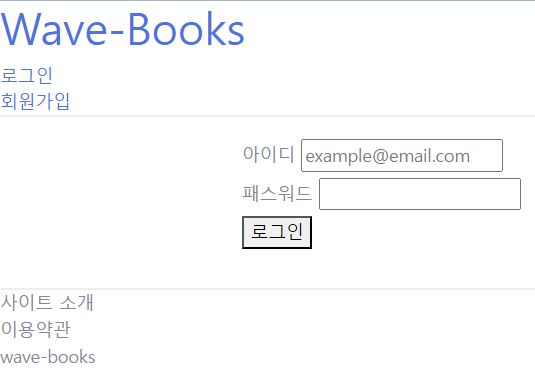 Wave-Books
로그인
회원가입
아이디 example@email.com
패스워드
로그인
사이트 소개
이용약관
wave-books